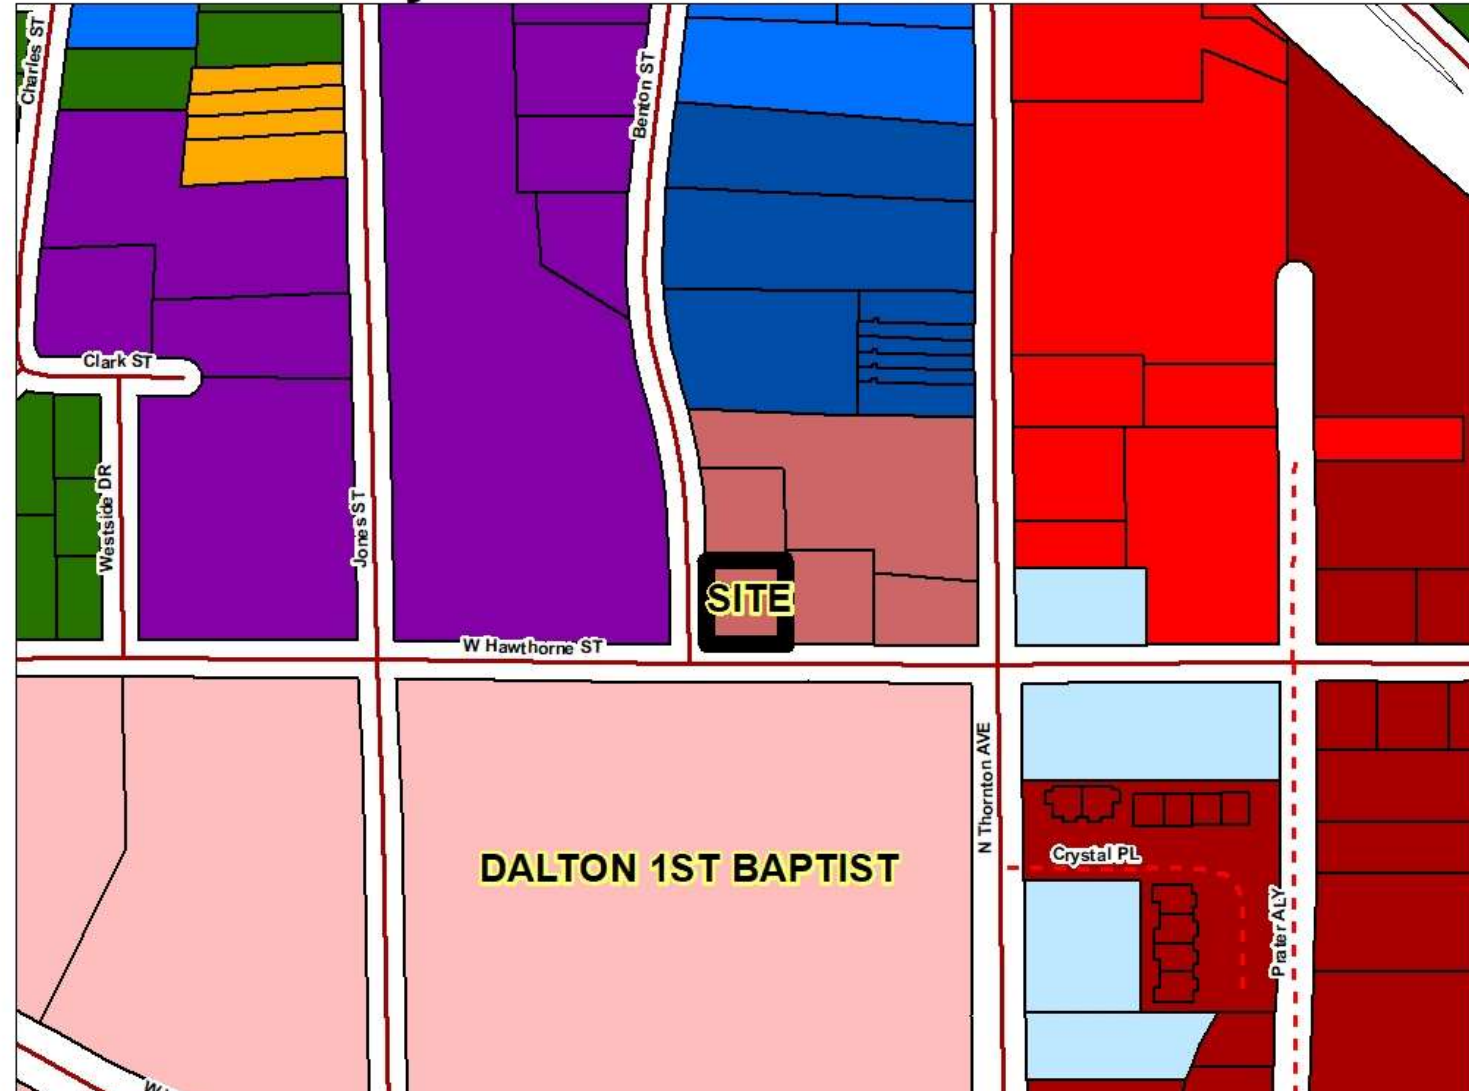 Charles ST
Benton ST
Clark ST
Westside DR
Jones ST
SITE
W Hawthorne ST
N Thornton AVE
DALTON 1ST BAPTIST
Crystal PL
Prater ALY